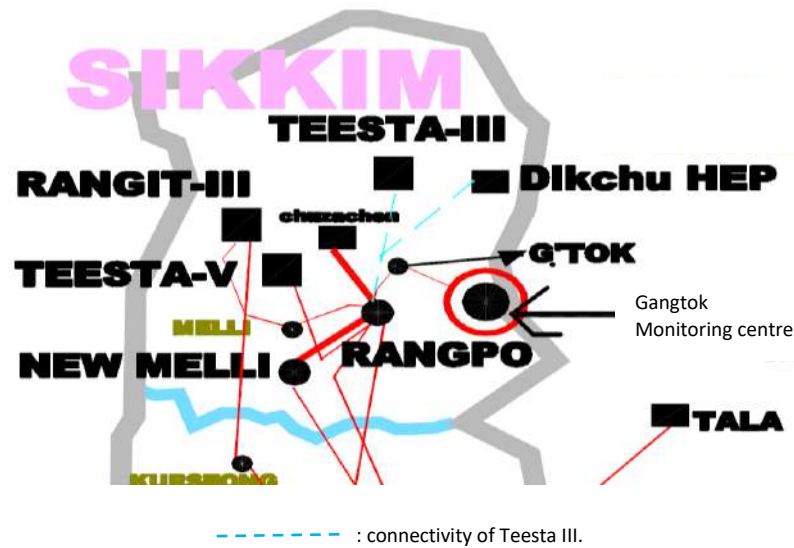 SIKKIM
TEESTA-III
RANGIT-III
DIkchu HEP
chuzachen
G'TOK
TEESTA-V
Gangtok
Monitoring centre
MELLI
NEW MELLI
RANGPO
TALA
KURSEONG
: connectivity of Teesta III.